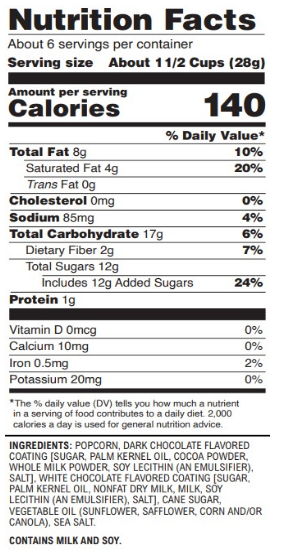 Nutrition Facts
About 6 servings per container
Serving size About 1 1/2 Cups (28g)
Amount per serving
Calories 140
% Daily Value*
Total Fat 8g 10%
Saturated Fat 4g 20%
Trans Fat 0g
Cholesterol 0mg 0%
Sodium 85mg 4%
Total Carbohydrate 17g 6%
Dietary Fiber 2g 7%
Total Sugars 12g
Includes 12g Added Sugars 24%
Protein 1g
Vitamin D 0mcg 0%
Calcium 10mg 0%
Iron 0.5mg 2%
Potassium 20mg 0%
*The % daily value (DV) tells you how much a nutrient
in a serving of food contributes to a daily diet. 2,000
calories a day is used for general nutrition advice.
INGREDIENTS: POPCORN, DARK CHOCOLATE FLAVORED
COATING [SUGAR, PALM KERNEL OIL, COCOA POWDER,
WHOLE MILK POWDER, SOY LECITHIN (AN EMULSIFIER),
SALT], WHITE CHOCOLATE FLAVORED COATING [SUGAR,
PALM KERNEL OIL, NONFAT DRY MILK, MILK, SOY
LECITHIN (AN EMULSIFIER), SALT], CANE SUGAR,
VEGETABLE OIL (SUNFLOWER, SAFFLOWER, CORN AND/OR
CANOLA), SEA SALT.
CONTAINS MILK AND SOY.